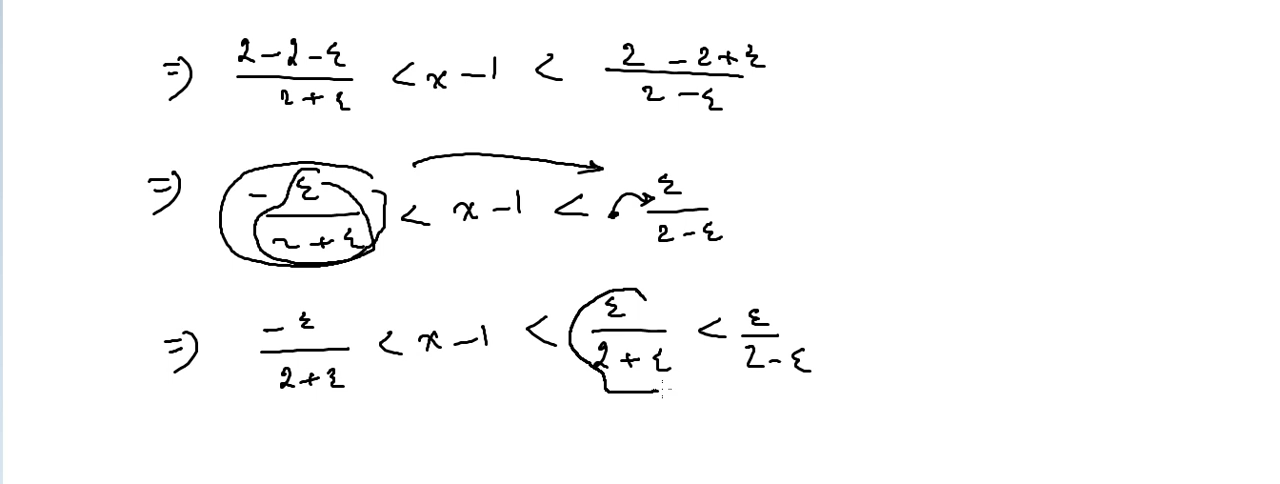 ⇒ (2-2-ε)/(2+ε) < x-1 < (2-2+ε)/(2-ε)
⇒ -ε/(2+ε) < x-1 < ε/(2-ε)
⇒ -ε/(2+ε) < x-1 < ε/(2+ε) < ε/(2-ε)